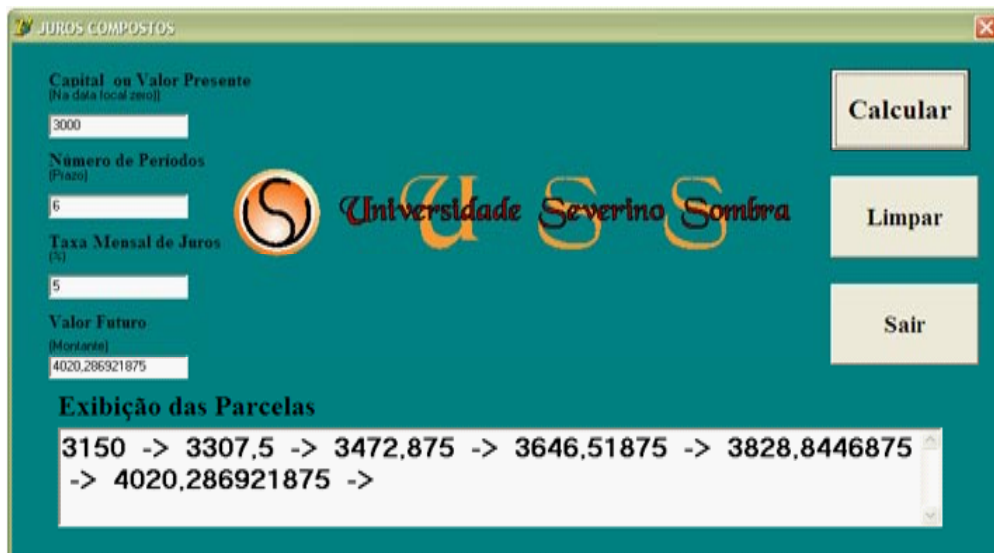 JUROS COMPOSTOS
Capital ou Valor Presente
(Na data focal zero))
3000
Número de Períodos
(Prazo)
6
Taxa Mensal de Juros
(%)
5
Valor Futuro
(Montante)
4020,286921875
Universidade Severino Sombra
U S S
Calcular
Limpar
Sair
Exibição das Parcelas
3150 -> 3307,5 -> 3472,875 -> 3646,51875 -> 3828,8446875
-> 4020,286921875 ->